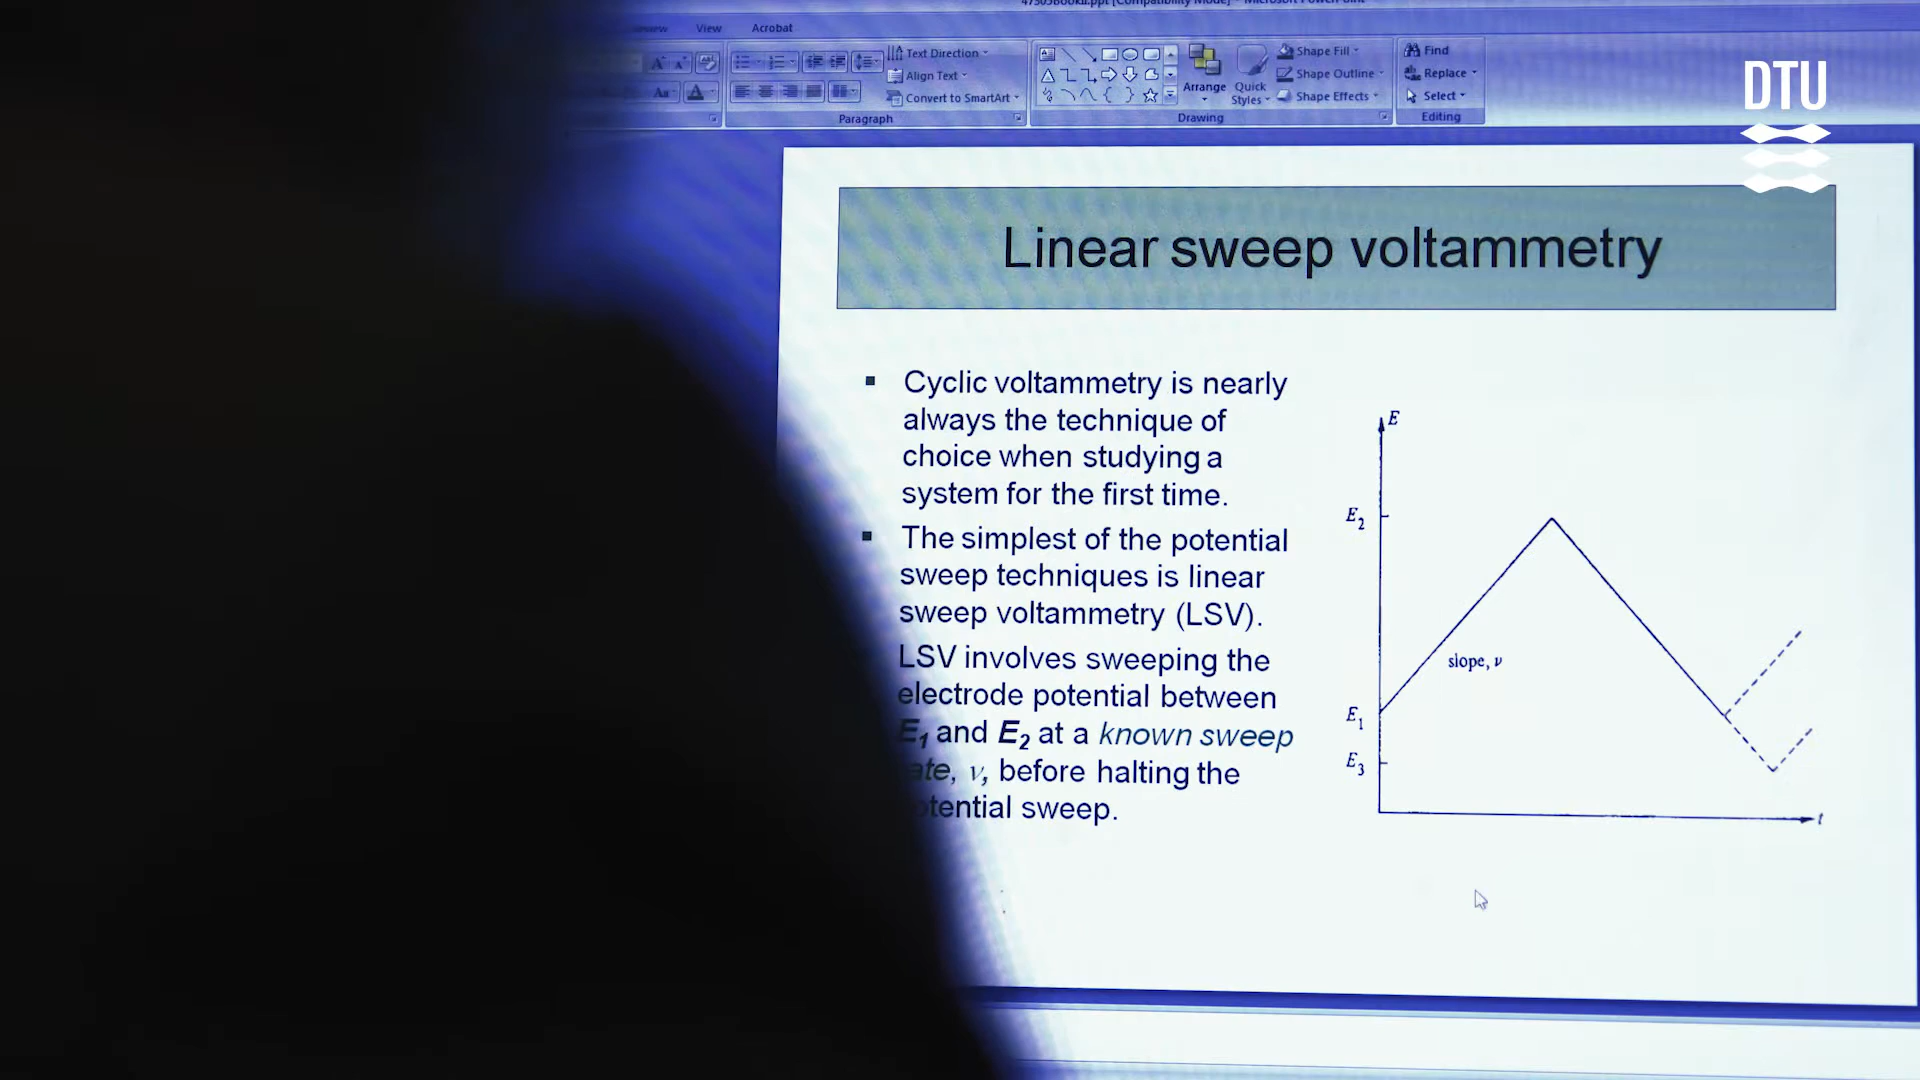 View Acrobat
Text Direction
Align Text
Convert to SmartArt
Paragraph
Arrange
Quick Styles
Shape Fill
Shape Outline
Shape Effects
Drawing
Find
Replace
Select
Editing
DTU
Linear sweep voltammetry
Cyclic voltammetry is nearly
always the technique of
choice when studying a
system for the first time.
The simplest of the potential
sweep techniques is linear
sweep voltammetry (LSV).
LSV involves sweeping the
electrode potential between
E1 and E2 at a known sweep
ν, before halting the
sweep.
E
E2
slope, ν
E1
E3
t